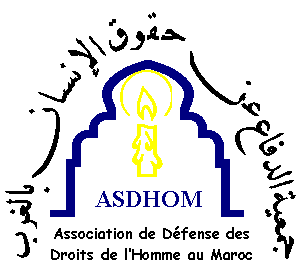 جمعية الدفاع عن حقوق الإنسان بالمغرب
ASDHOM
Association de Défense des
Droits de l'Homme au Maroc